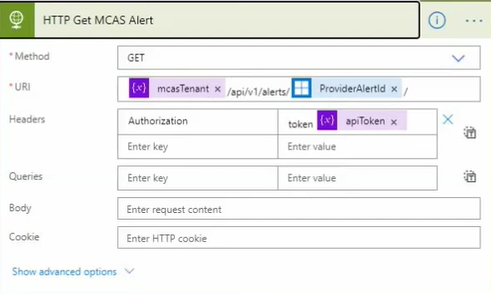 HTTP Get MCAS Alert
* Method
GET
* URI
{x} mcasTenant × /api/v1/alerts/ ProviderAlertId × /
Headers
Authorization
token {x} apiToken ×
Enter key
Enter value
Queries
Enter key
Enter value
Body
Enter request content
Cookie
Enter HTTP cookie
Show advanced options